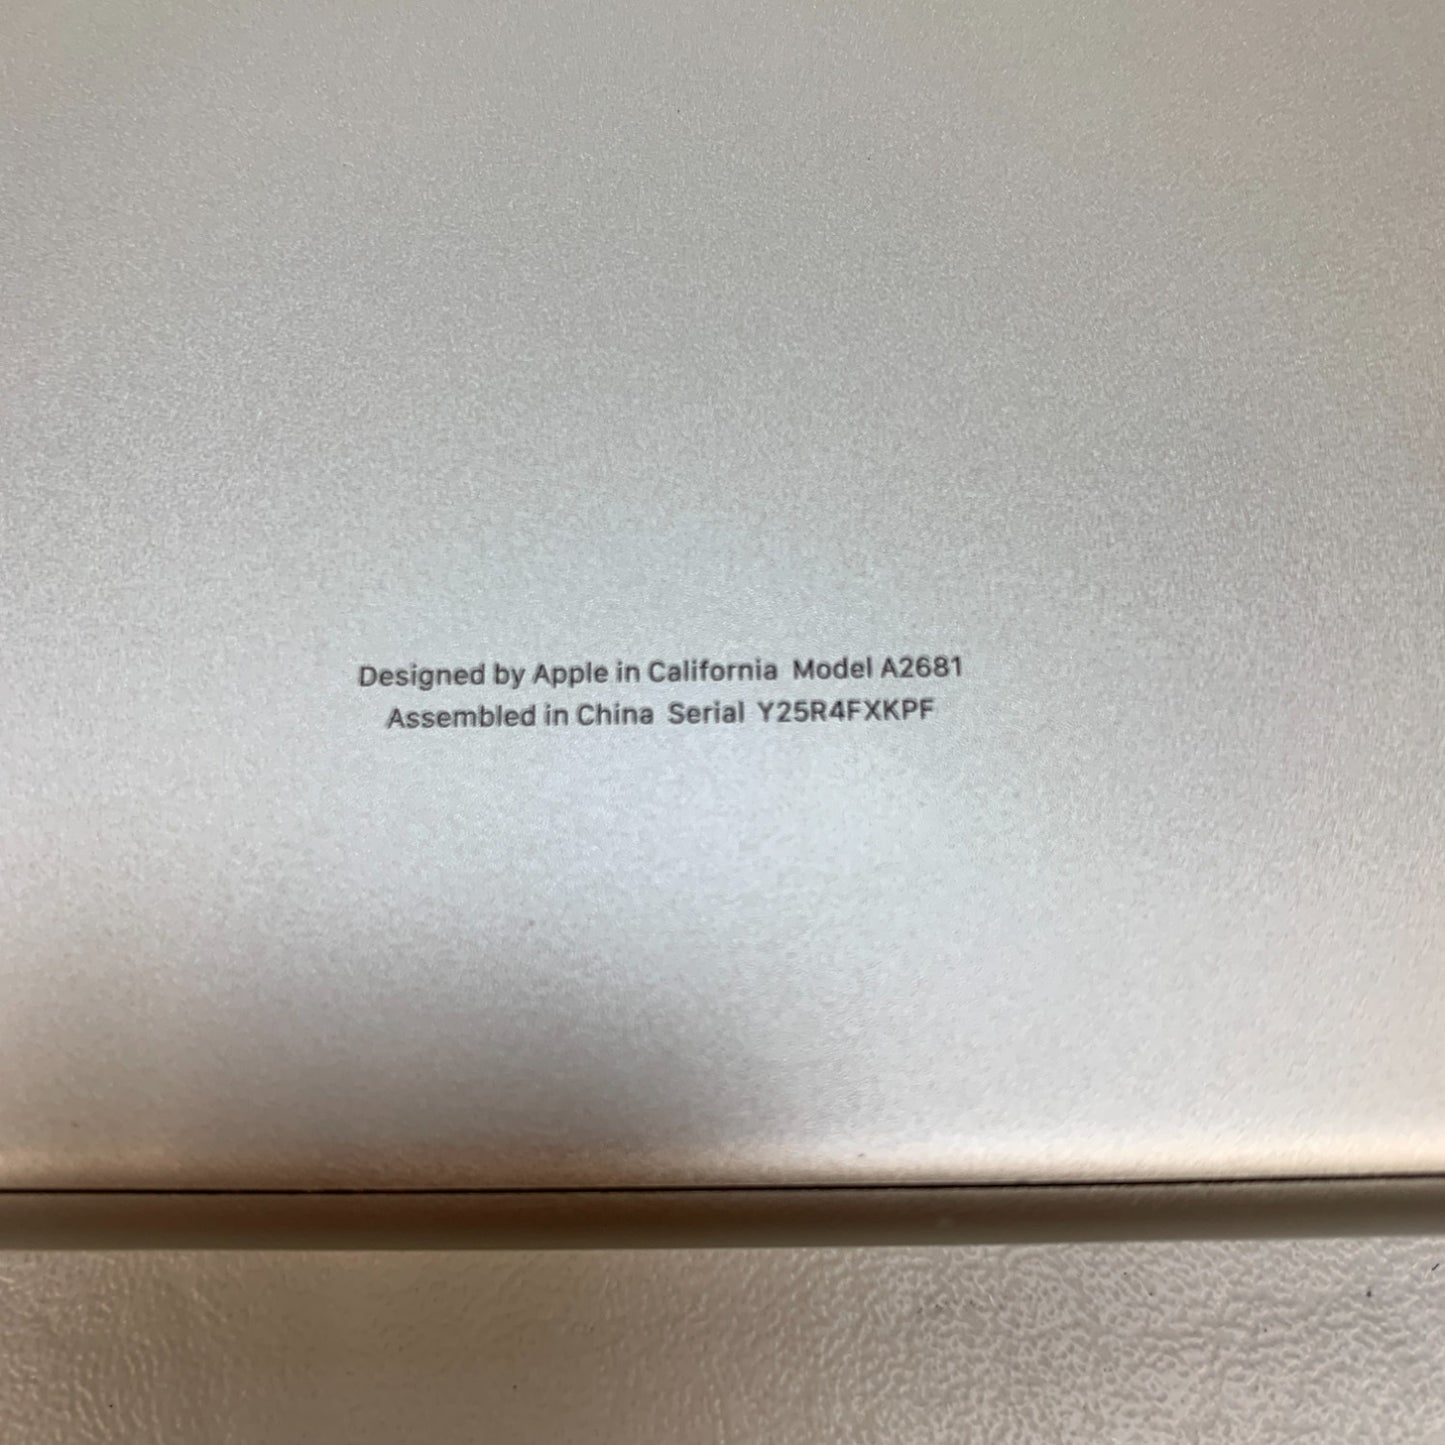 Designed by Apple in California Model A2681
Assembled in China Serial Y25R4FXKPF